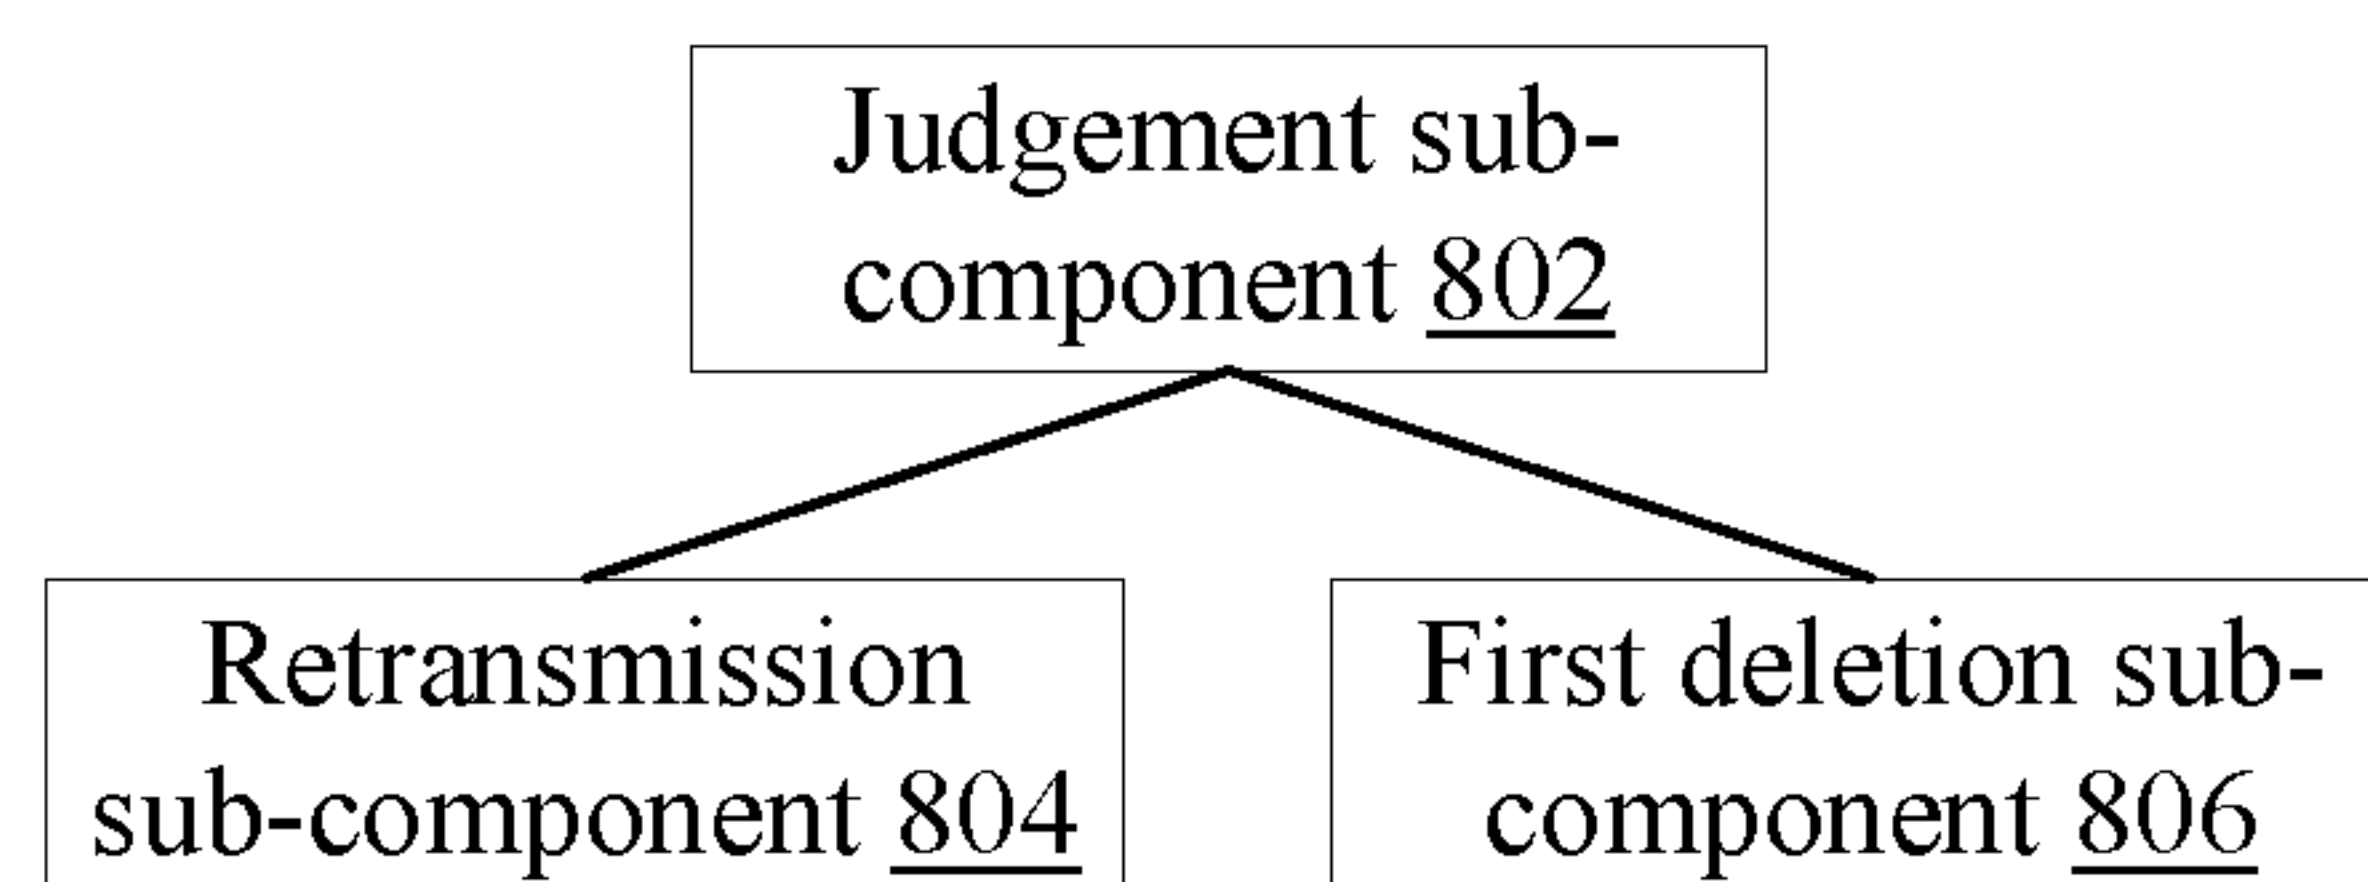 Judgement sub-
component 802
Retransmission
sub-component 804
First deletion sub-
component 806